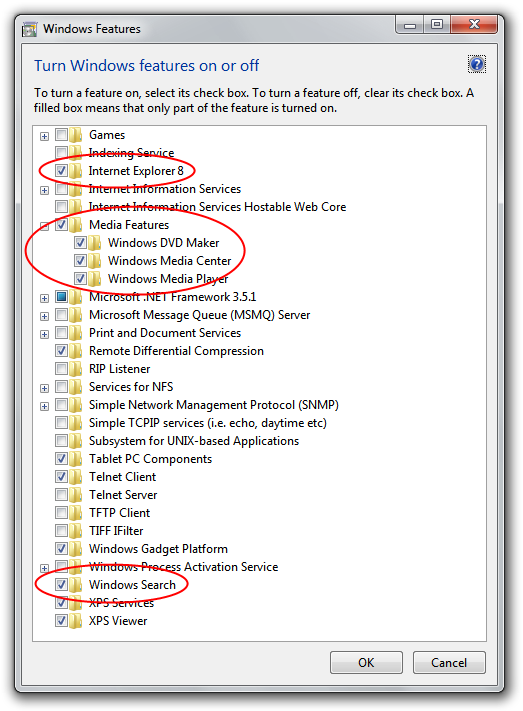 Windows Features
Turn Windows features on or off
To turn a feature on, select its check box. To turn a feature off, clear its check box. A
filled box means that only part of the feature is turned on.
Games
Indexing Service
Internet Explorer 8
Internet Information Services
Internet Information Services Hostable Web Core
Media Features
Windows DVD Maker
Windows Media Center
Windows Media Player
Microsoft .NET Framework 3.5.1
Microsoft Message Queue (MSMQ) Server
Print and Document Services
Remote Differential Compression
RIP Listener
Services for NFS
Simple Network Management Protocol (SNMP)
Simple TCPIP services (i.e. echo, daytime etc)
Subsystem for UNIX-based Applications
Tablet PC Components
Telnet Client
Telnet Server
TFTP Client
TIFF IFilter
Windows Gadget Platform
Windows Process Activation Service
Windows Search
XPS Services
XPS Viewer
OK
Cancel